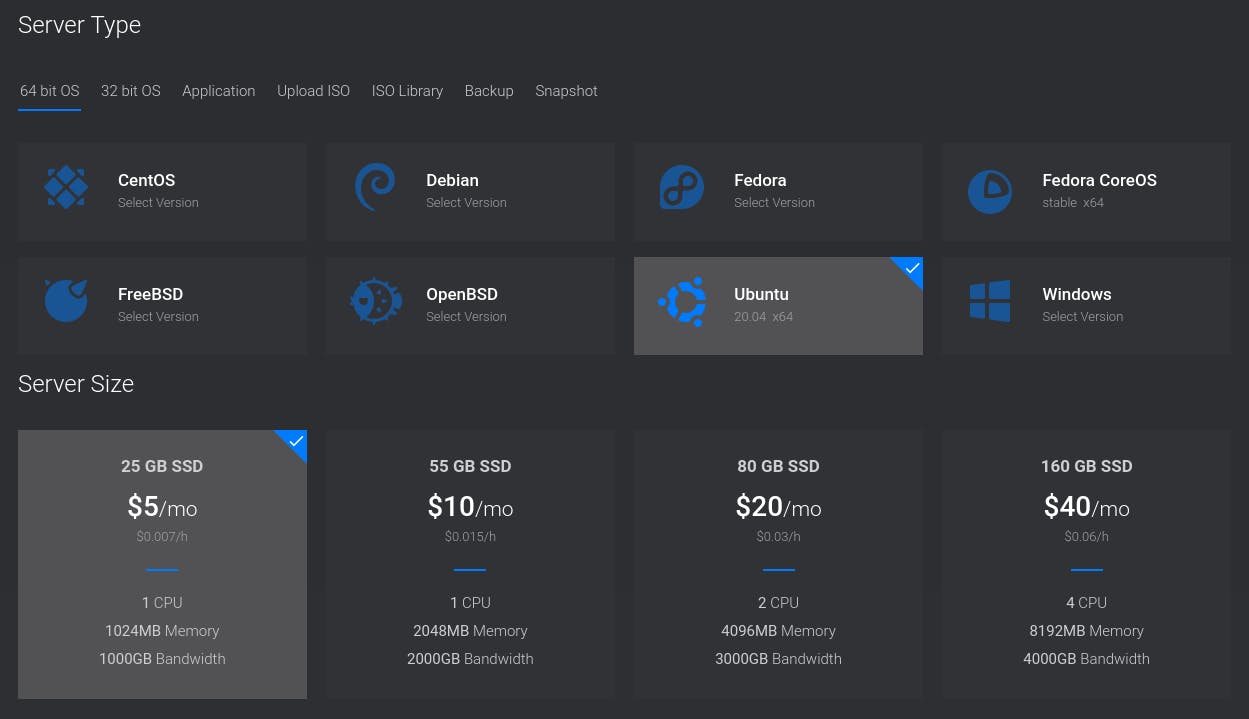 Server Type
64 bit OS 32 bit OS Application Upload ISO ISO Library Backup Snapshot
CentOS
Select Version
Debian
Select Version
Fedora
Select Version
Fedora CoreOS
stable x64
FreeBSD
Select Version
OpenBSD
Select Version
Ubuntu
20.04 x64
Windows
Select Version
Server Size
25 GB SSD
$5/mo
$0.007/h
1 CPU
1024MB Memory
1000GB Bandwidth
55 GB SSD
$10/mo
$0.015/h
1 CPU
2048MB Memory
2000GB Bandwidth
80 GB SSD
$20/mo
$0.03/h
2 CPU
4096MB Memory
3000GB Bandwidth
160 GB SSD
$40/mo
$0.06/h
4 CPU
8192MB Memory
4000GB Bandwidth